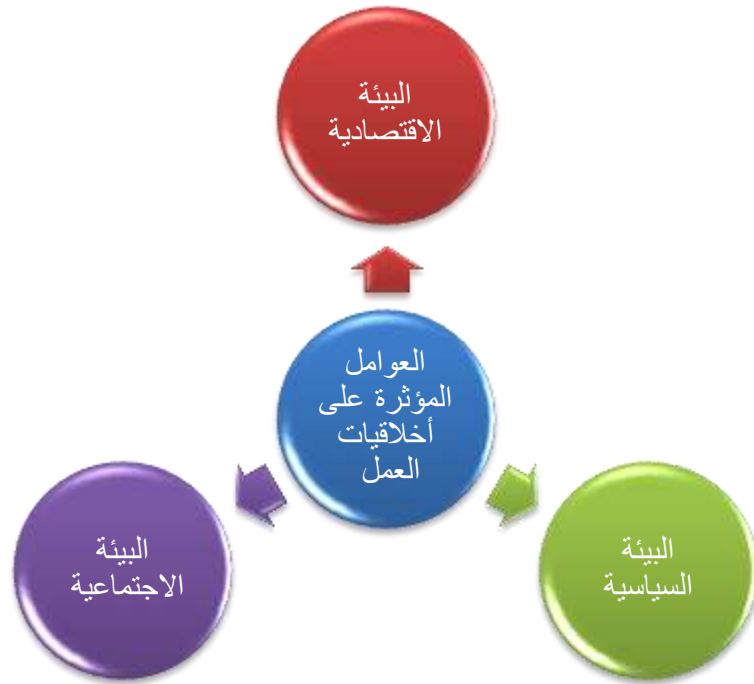 البيئة
الاقتصادية
العوامل
المؤثرة على
أخلاقيات
العمل
البيئة
الاجتماعية
البيئة
السياسية